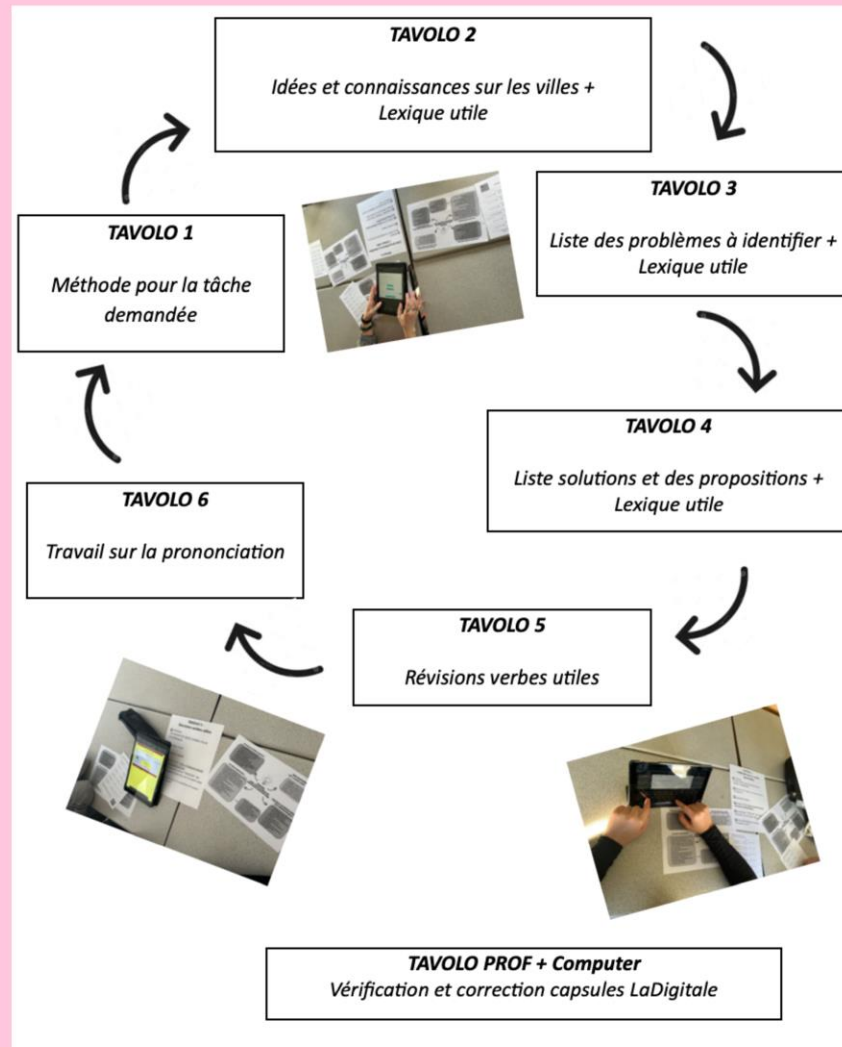 TAVOLO 2
Idées et connaissances sur les villes +
Lexique utile
TAVOLO 3
Liste des problèmes à identifier +
Lexique utile
TAVOLO 1
Méthode pour la tâche
demandée
TAVOLO 4
Liste solutions et des propositions +
Lexique utile
TAVOLO 6
Travail sur la prononciation
TAVOLO 5
Révisions verbes utiles
TAVOLO PROF + Computer
Vérification et correction capsules LaDigitale